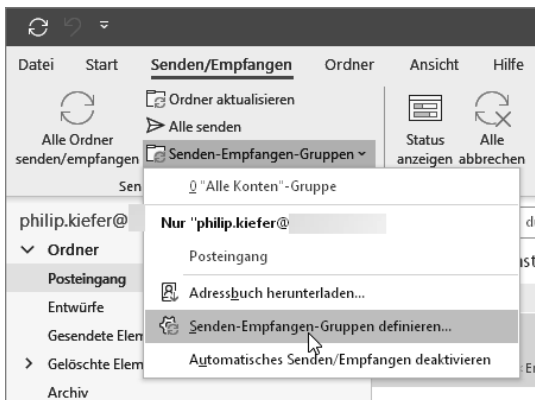 Datei Start Senden/Empfangen Ordner Ansicht Hilfe
Alle Ordner
senden/empfangen
Ordner aktualisieren
Alle senden
Senden-Empfangen-Gruppen
Status
anzeigen
Alle
abbrechen
Sen
0 "Alle Konten"-Gruppe
Nur "philip.kiefer@
Posteingang
Adressbuch herunterladen...
Senden-Empfangen-Gruppen definieren...
Automatisches Senden/Empfangen deaktivieren
philip.kiefer@
Ordner
Posteingang
Entwürfe
Gesendete Elem
Gelöschte Elem
Archiv